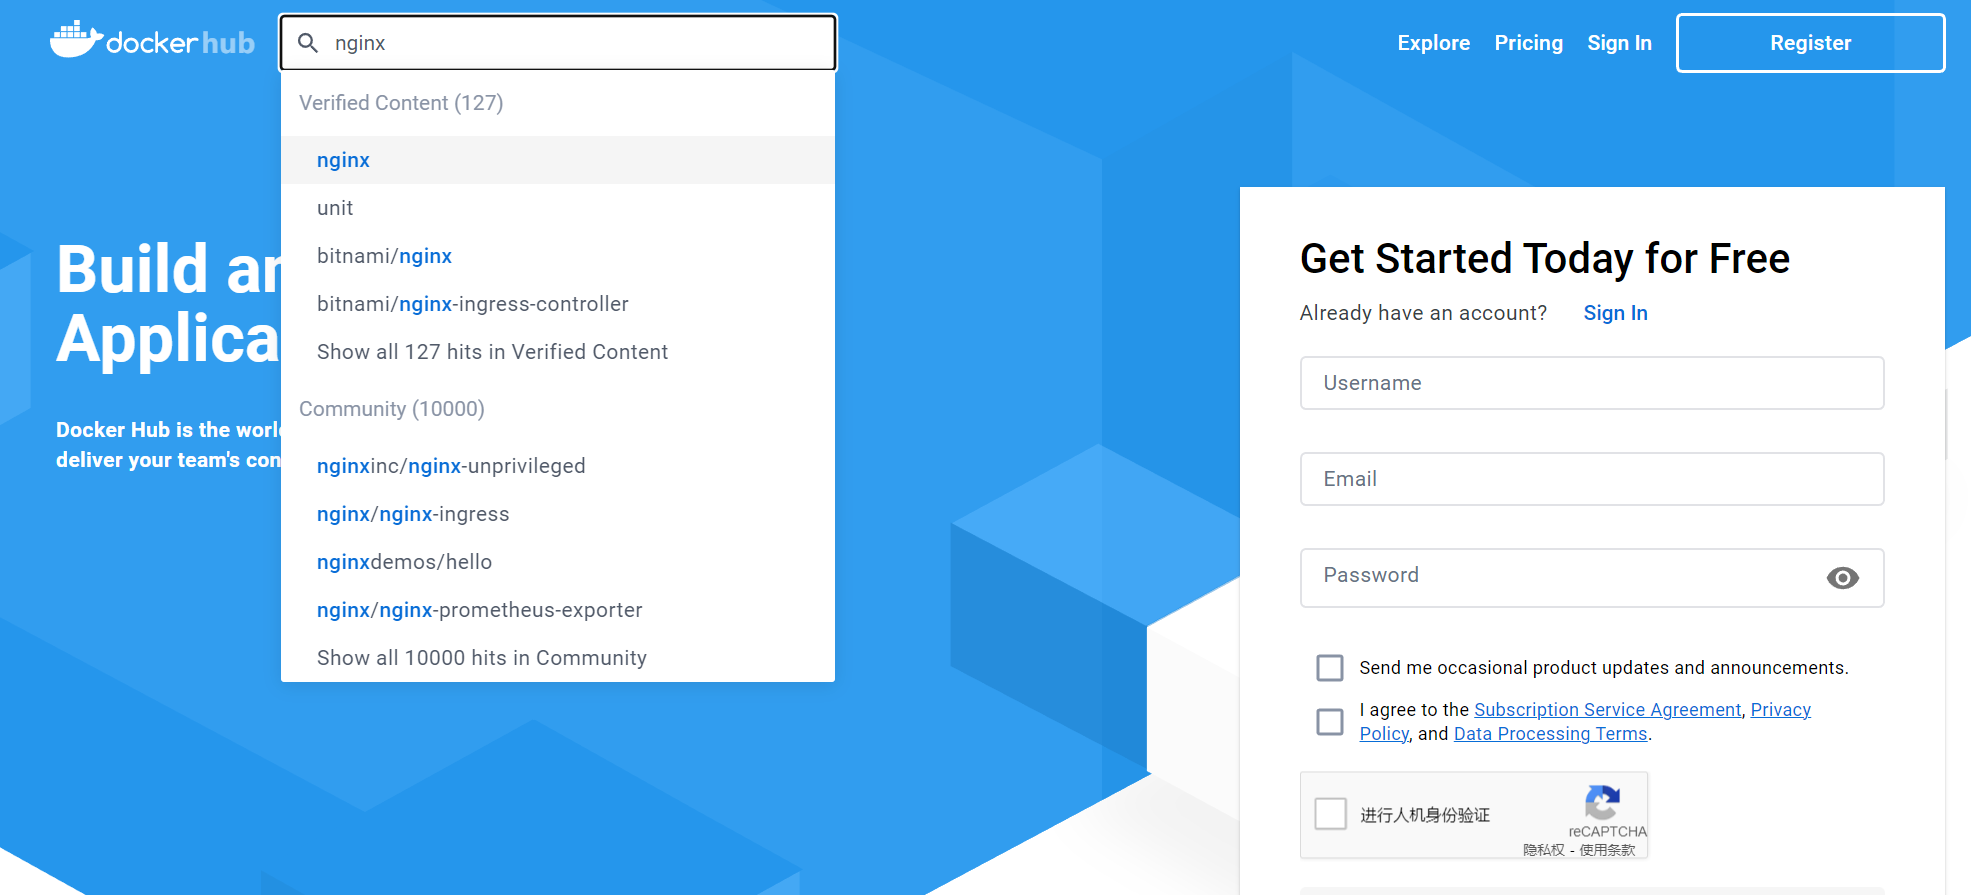 docker hub
nginx
Explore Pricing Sign In Register
Verified Content (127)
nginx
unit
bitnami/nginx
bitnami/nginx-ingress-controller
Show all 127 hits in Verified Content
Community (10000)
nginxinc/nginx-unprivileged
nginx/nginx-ingress
nginxdemos/hello
nginx/nginx-prometheus-exporter
Show all 10000 hits in Community
Build an
Applica
Docker Hub is the worl
deliver your team's con
Get Started Today for Free
Already have an account? Sign In
Username
Email
Password
Send me occasional product updates and announcements.
I agree to the Subscription Service Agreement, Privacy
Policy, and Data Processing Terms.
进行人机身份验证
reCAPTCHA
隐私权 - 使用条款